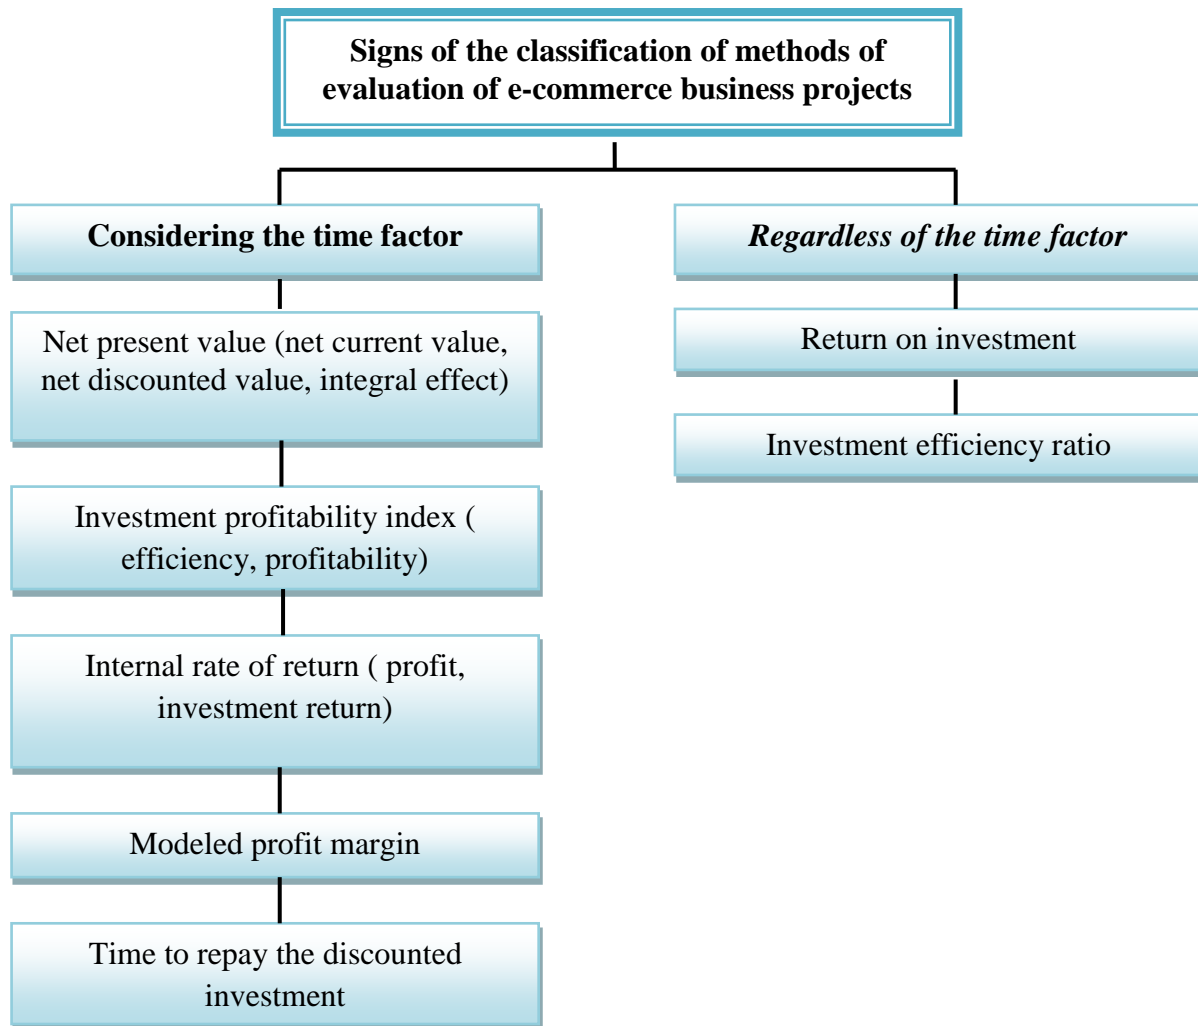 Signs of the classification of methods of
evaluation of e-commerce business projects
Considering the time factor
Regardless of the time factor
Net present value (net current value,
net discounted value, integral effect)
Return on investment
Investment efficiency ratio
Investment profitability index (
efficiency, profitability)
Internal rate of return ( profit,
investment return)
Modeled profit margin
Time to repay the discounted
investment